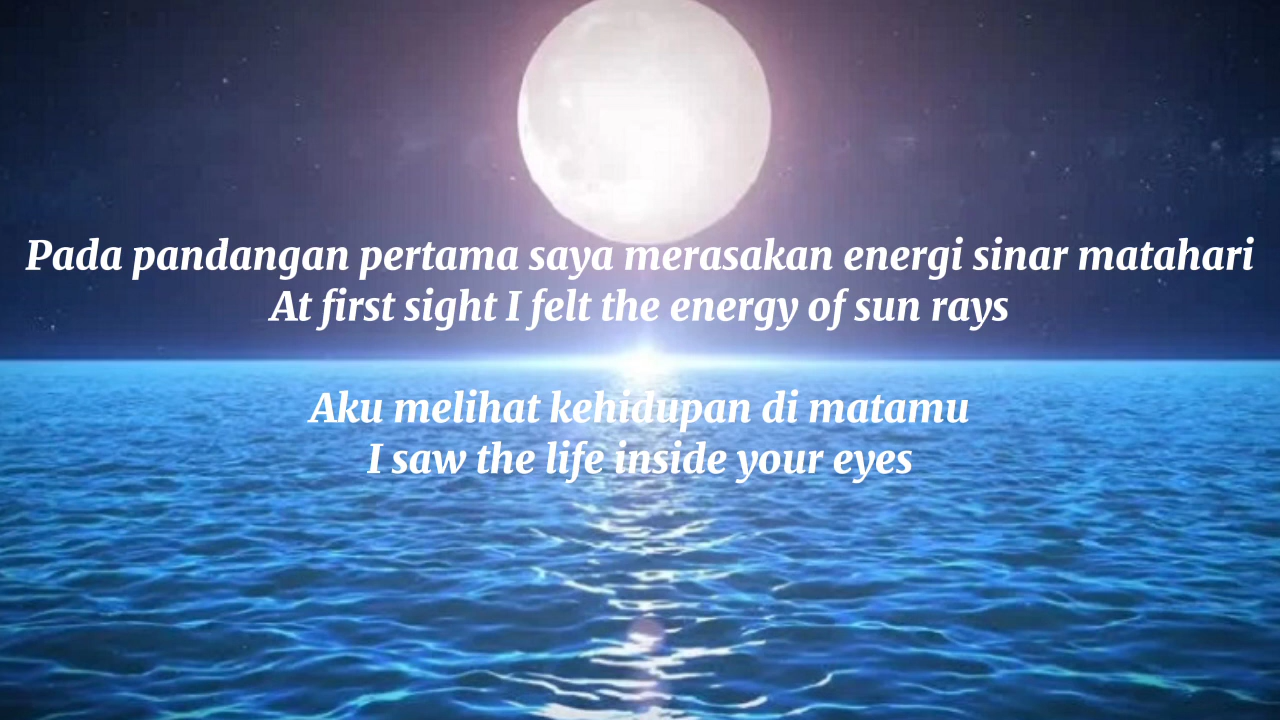 Pada pandangan pertama saya merasakan energi sinar matahari
At first sight I felt the energy of sun rays
Aku melihat kehidupan di matamu
I saw the life inside your eyes